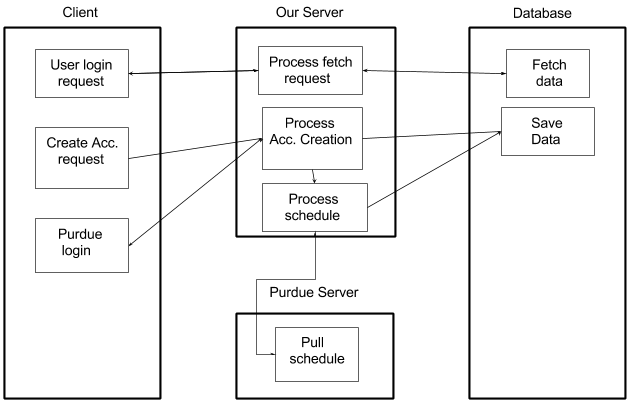 Client
Our Server
Database
User login
request
Process fetch
request
Fetch
data
Create Acc.
request
Process
Acc. Creation
Save
Data
Purdue
login
Process
schedule
Purdue Server
Pull
schedule